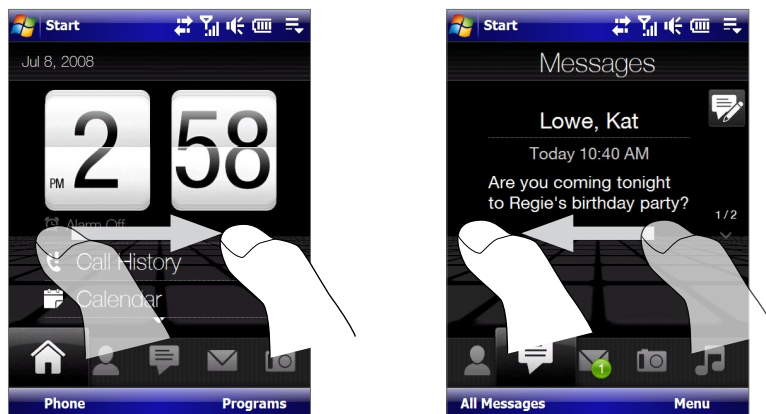 Start
Jul 8, 2008
2 58
PM
Alarm Off
Call History
Calendar
Phone Programs
Start
Messages
Lowe, Kat
Today 10:40 AM
Are you coming tonight
to Regie's birthday party?
1/2
1
All Messages Menu